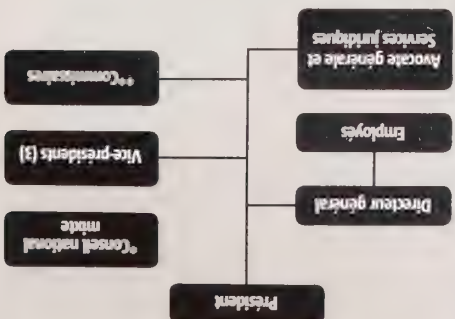 Président
Directeur général
*Conseil national
mixte
Employés
Vice-présidents (3)
Avocate générale et
Services juridiques
**Commissaires